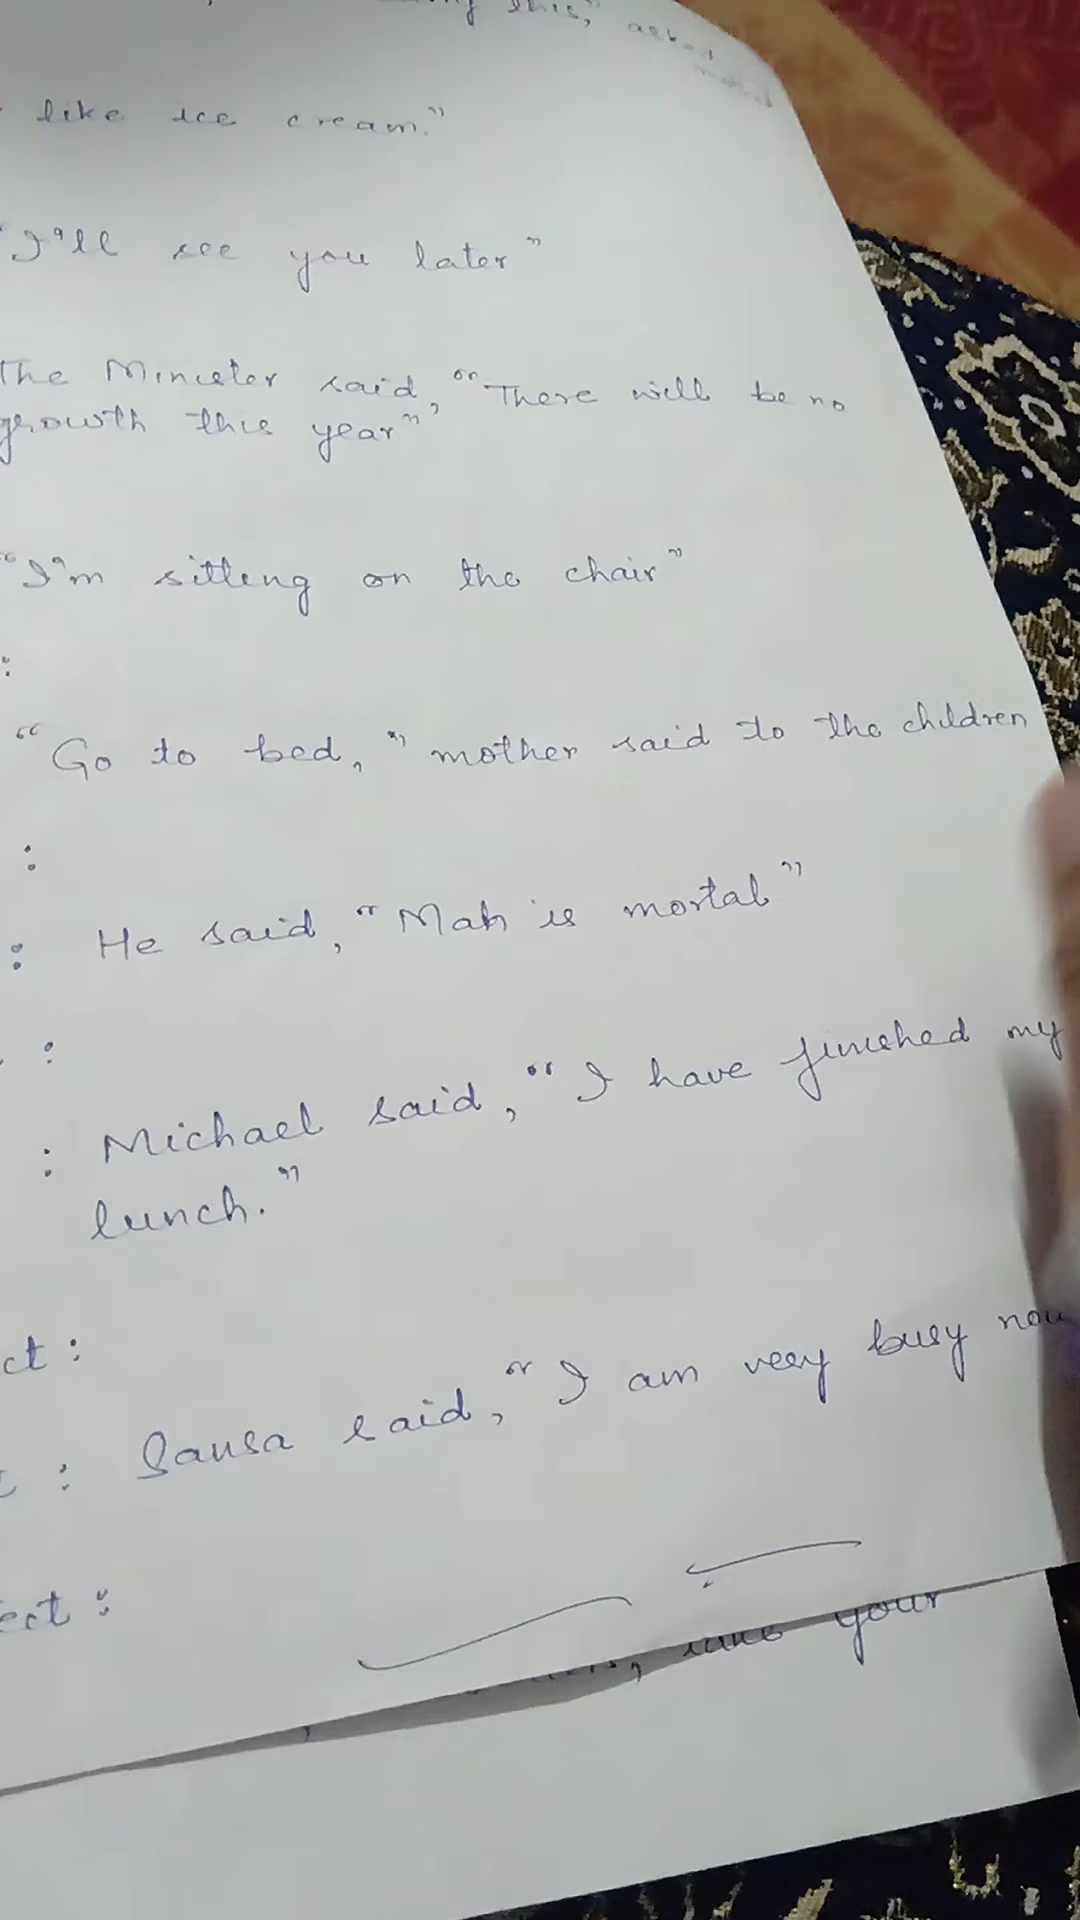 this," asked
like ice cream."
"I'll see you later"
The Minister said, "There will be no
growth this year",
"I'm sitting on the chair"
:
"Go to bed," mother said to the children
:
: He said, "Man is mortal"
:
: Michael said, "I have finished my
lunch."
ct :
: said, "I am very busy now
ect :
your